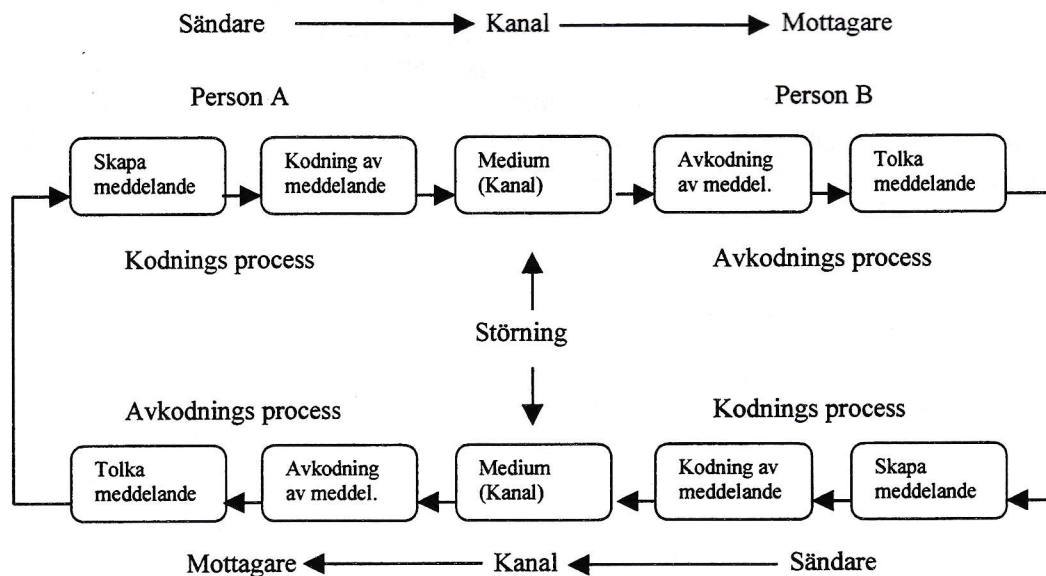 Sändare Kanal Mottagare
Person A Person B
Skapa meddelande
Kodning av meddelande
Medium (Kanal)
Avkodning av meddel.
Tolka meddelande
Kodnings process Avkodnings process
Störning
Avkodnings process Kodnings process
Tolka meddelande
Avkodning av meddel.
Medium (Kanal)
Kodning av meddelande
Skapa meddelande
Mottagare Kanal Sändare